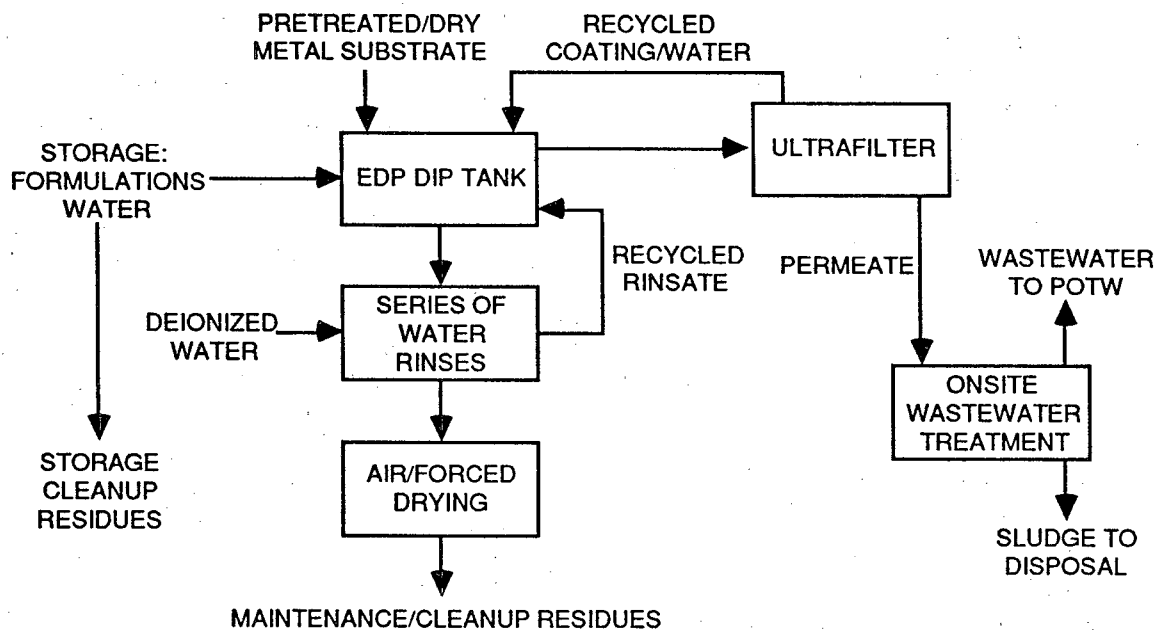 PRETREATED/DRY
METAL SUBSTRATE
RECYCLED
COATING/WATER
STORAGE:
FORMULATIONS
WATER
EDP DIP TANK
ULTRAFILTER
RECYCLED
RINSATE
PERMEATE
WASTEWATER
TO POTW
DEIONIZED
WATER
SERIES OF
WATER
RINSES
ONSITE
WASTEWATER
TREATMENT
STORAGE
CLEANUP
RESIDUES
AIR/FORCED
DRYING
SLUDGE TO
DISPOSAL
MAINTENANCE/CLEANUP RESIDUES